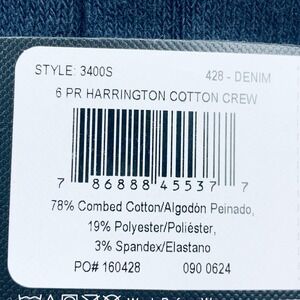 STYLE: 3400S 428 - DENIM
6 PR HARRINGTON COTTON CREW
7 86888 45537 7
78% Combed Cotton/Algodón Peinado,
19% Polyester/Poliéster,
3% Spandex/Elastano
PO# 160428 090 0624